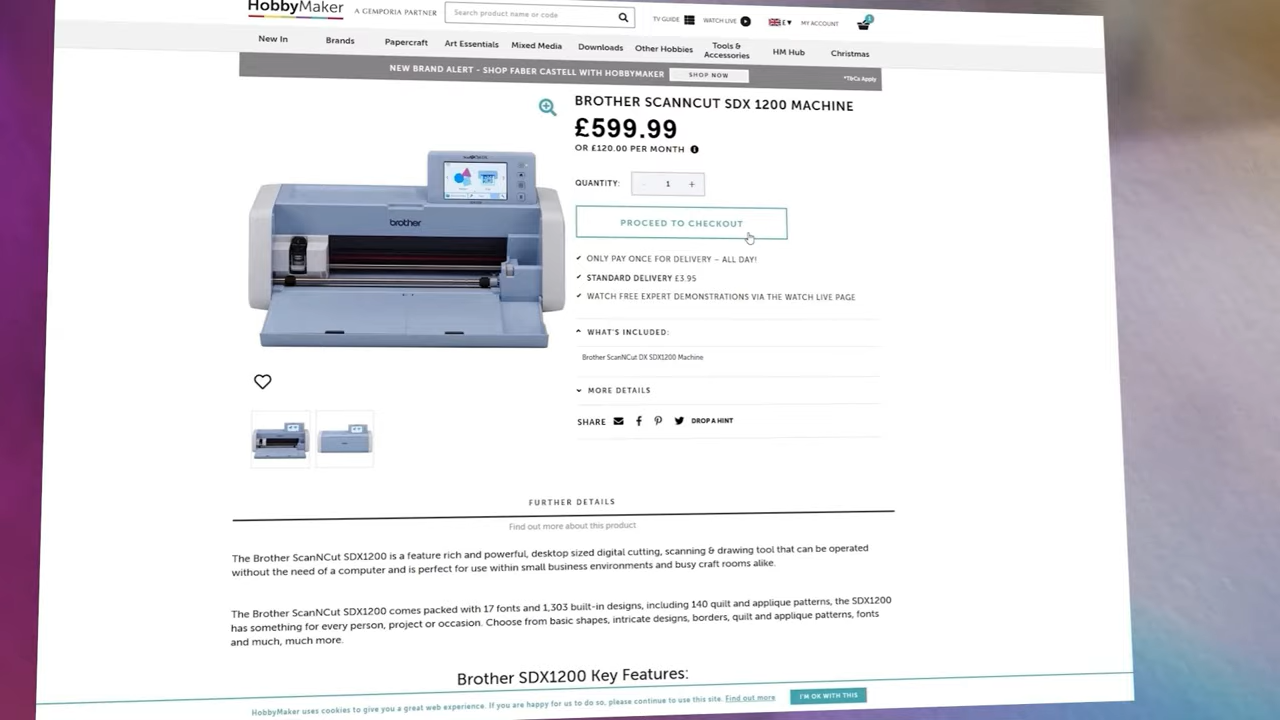 HobbyMaker
A GEMPORIA PARTNER
Search product name or code
TV GUIDE
WATCH LIVE
£
MY ACCOUNT
1
New In
Brands
Papercraft
Art Essentials
Mixed Media
Downloads
Other Hobbies
Tools &
Accessories
HM Hub
Christmas
NEW BRAND ALERT - SHOP FABER CASTELL WITH HOBBYMAKER
SHOP NOW
*T&Cs Apply
BROTHER SCANNCUT SDX 1200 MACHINE
£599.99
OR £120.00 PER MONTH
QUANTITY:
- 1 +
PROCEED TO CHECKOUT
brother
✔ ONLY PAY ONCE FOR DELIVERY – ALL DAY!
✔ STANDARD DELIVERY £3.95
✔ WATCH FREE EXPERT DEMONSTRATIONS VIA THE WATCH LIVE PAGE
WHAT'S INCLUDED:
Brother ScanNCut DX SDX1200 Machine
MORE DETAILS
SHARE
DROP A HINT
FURTHER DETAILS
Find out more about this product
The Brother ScanNCut SDX1200 is a feature rich and powerful, desktop sized digital cutting, scanning & drawing tool that can be operated
without the need of a computer and is perfect for use within small business environments and busy craft rooms alike.
The Brother ScanNCut SDX1200 comes packed with 17 fonts and 1,303 built-in designs, including 140 quilt and applique patterns, the SDX1200
has something for every person, project or occasion. Choose from basic shapes, intricate designs, borders, quilt and applique patterns, fonts
and much, much more.
Brother SDX1200 Key Features:
HobbyMaker uses cookies to give you a great web experience. If you are happy for us to do so, please continue to use this site. Find out more
I'M OK WITH THIS